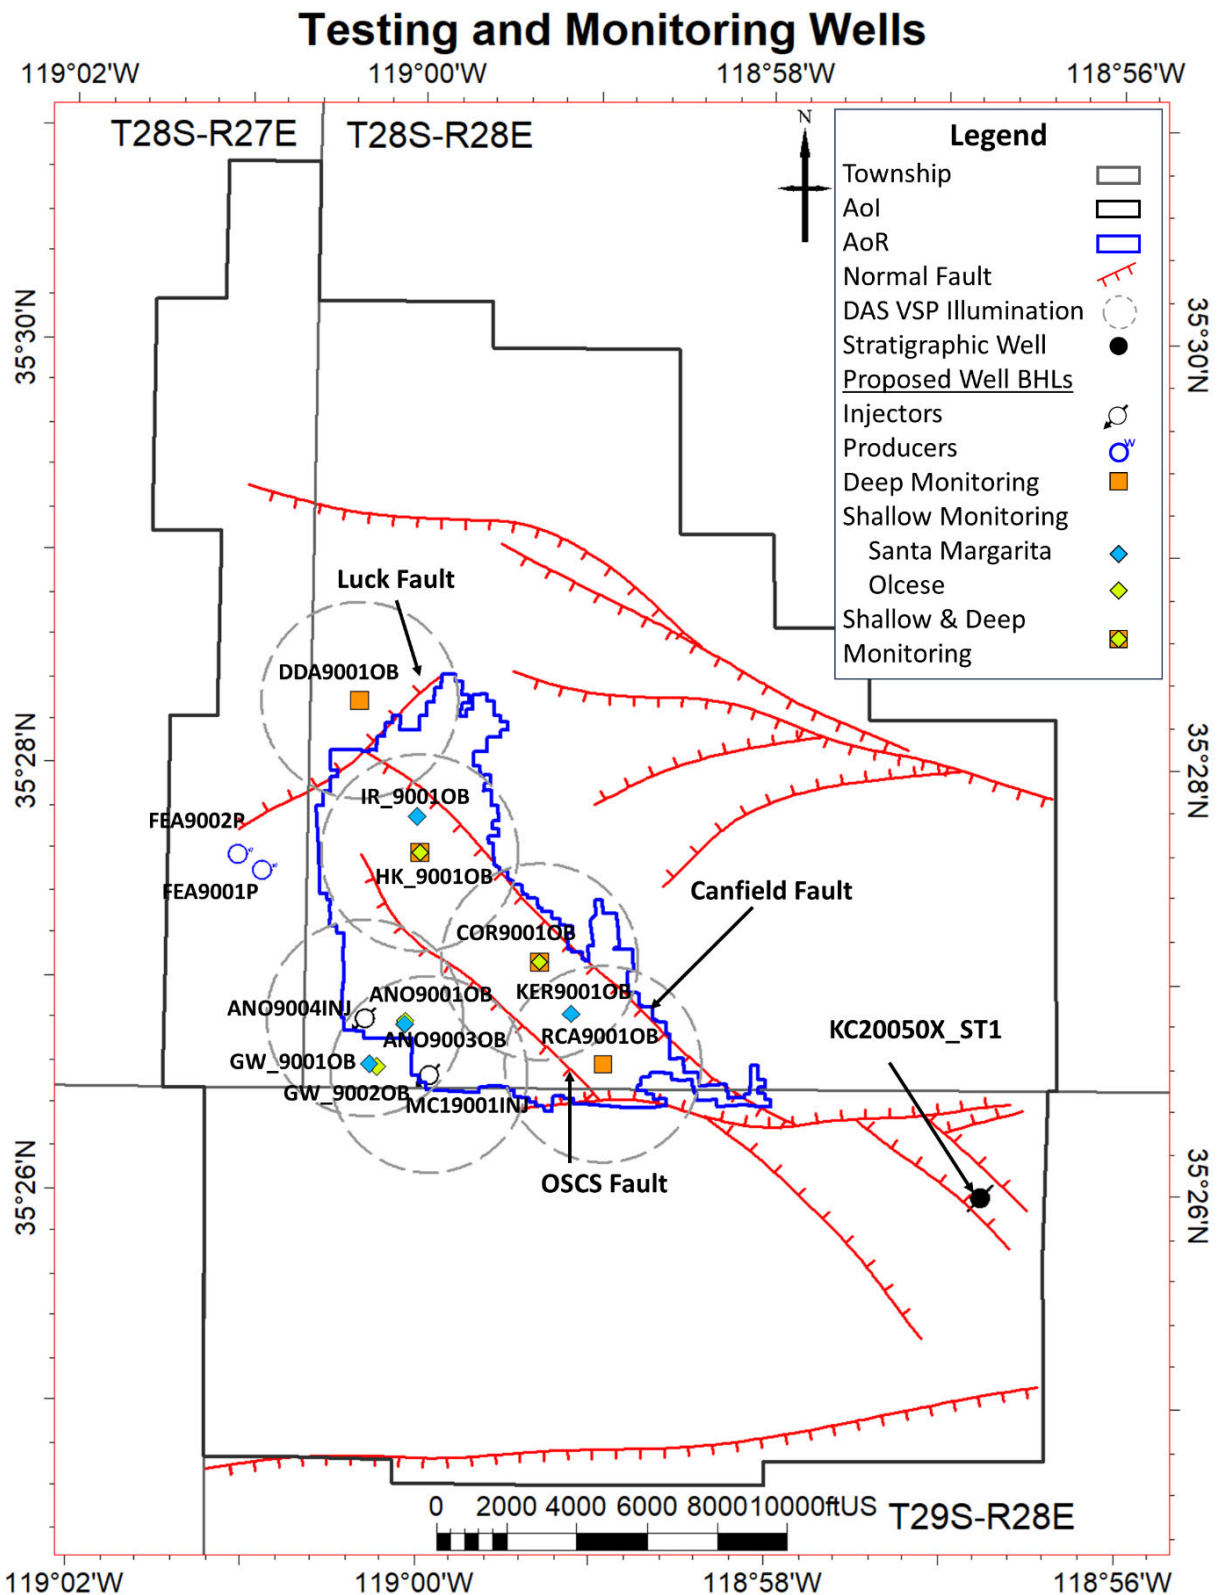 Testing and Monitoring Wells
119°02'W
119°00'W
118°58'W
118°56'W
T28S-R27E
T28S-R28E
N
Legend
Township
AoI
AoR
Normal Fault
DAS VSP Illumination
Stratigraphic Well
Proposed Well BHLs
Injectors
Producers
W
Deep Monitoring
Shallow Monitoring
Santa Margarita
Olcese
Shallow & Deep
Monitoring
35°30'N
35°30'N
Luck Fault
DDA9001OB
35°28'N
35°28'N
IR_9001OB
FEA9002P
HK_9001OB
FEA9001P
Canfield Fault
COR9001OB
KER9001OB
ANO9001OB
ANO9004INJ
KC20050X_ST1
ANO9003OB
RCA9001OB
GW_9001OB
GW_9002OB
MC19001INJ
OSCS Fault
35°26'N
35°26'N
0 2000 4000 6000 8000 10000ftUS
T29S-R28E
119°02'W
119°00'W
118°58'W
118°56'W